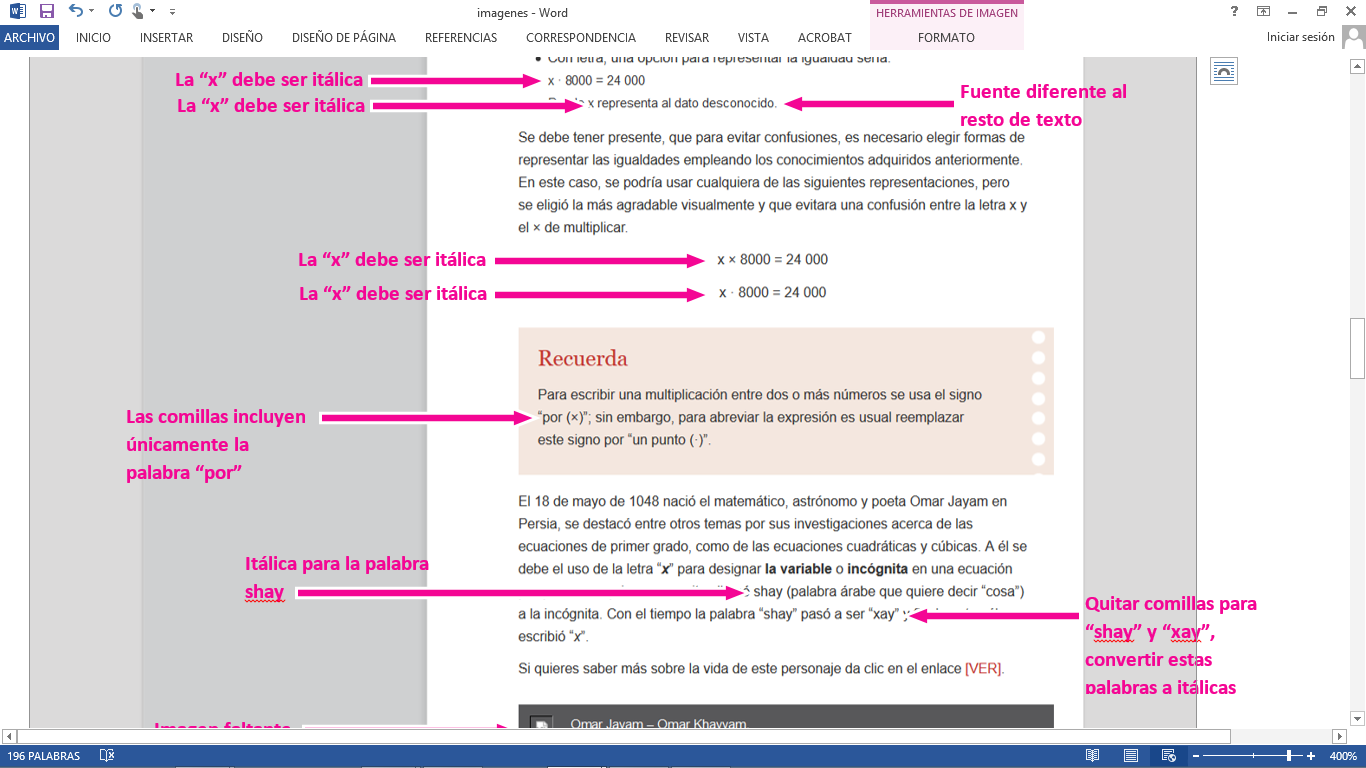 imagenes - Word
HERRAMIENTAS DE IMAGEN
?
ARCHIVO INICIO INSERTAR DISEÑO DISEÑO DE PÁGINA REFERENCIAS CORRESPONDENCIA REVISAR VISTA ACROBAT FORMATO
Iniciar sesión
• Con letra, una opción para representar la igualdad sería:
La “x” debe ser itálica
x · 8000 = 24 000
La “x” debe ser itálica
x representa al dato desconocido.
Fuente diferente al
resto de texto
Se debe tener presente, que para evitar confusiones, es necesario elegir formas de
representar las igualdades empleando los conocimientos adquiridos anteriormente.
En este caso, se podría usar cualquiera de las siguientes representaciones, pero
se eligió la más agradable visualmente y que evitara una confusión entre la letra x y
el × de multiplicar.
La “x” debe ser itálica
x × 8000 = 24 000
La “x” debe ser itálica
x · 8000 = 24 000
Recuerda
Para escribir una multiplicación entre dos o más números se usa el signo
“por (×)”; sin embargo, para abreviar la expresión es usual reemplazar
este signo por “un punto (·)”.
Las comillas incluyen
únicamente la
palabra “por”
El 18 de mayo de 1048 nació el matemático, astrónomo y poeta Omar Jayam en
Persia, se destacó entre otros temas por sus investigaciones acerca de las
ecuaciones de primer grado, como de las ecuaciones cuadráticas y cúbicas. A él se
debe el uso de la letra “x” para designar la variable o incógnita en una ecuación
shay (palabra árabe que quiere decir “cosa”)
a la incógnita. Con el tiempo la palabra “shay” pasó a ser “xay” y
escribió “x”.
Itálica para la palabra
shay
Quitar comillas para
“shay” y “xay”,
convertir estas
palabras a itálicas
Si quieres saber más sobre la vida de este personaje da clic en el enlace [VER].
Imagen faltante
Omar Jayam – Omar Khayyam
196 PALABRAS
400%